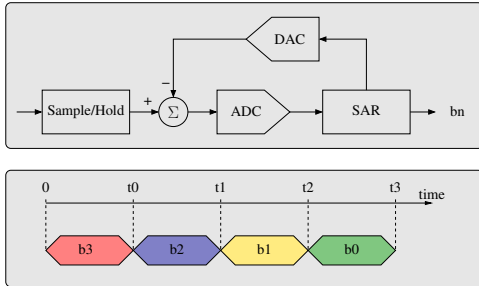 DAC
−
+
Sample/Hold
Σ
ADC
SAR
bn
0 t0 t1 t2 t3
time
b3 b2 b1 b0